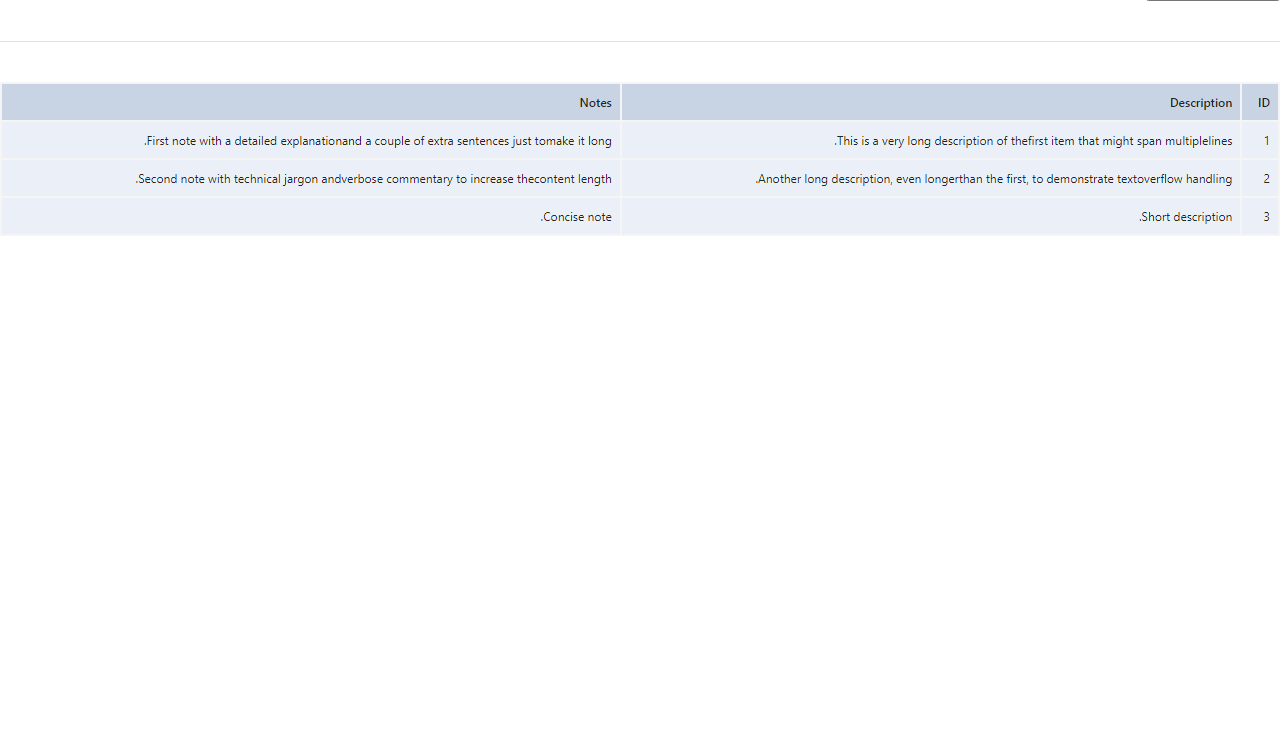 ID Description Notes
1 .This is a very long description of thefirst item that might span multiplelines .First note with a detailed explanationand a couple of extra sentences just tomake it long
2 .Another long description, even longerthan the first, to demonstrate textoverflow handling .Second note with technical jargon andverbose commentary to increase thecontent length
3 .Short description .Concise note